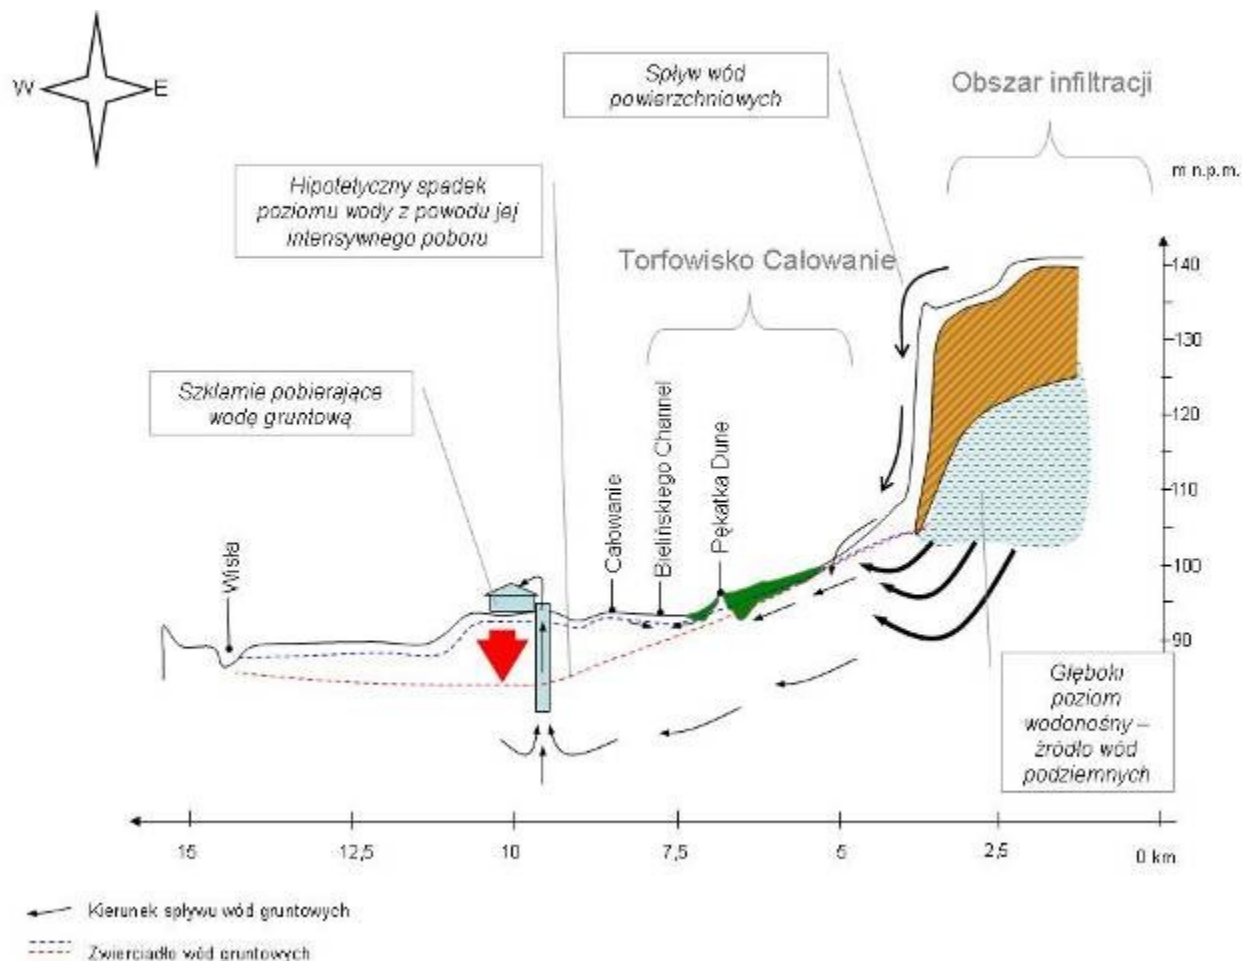 W
E
Spływ wód
powierzchniowych
Obszar infiltracji
m n.p.m.
Hipotetyczny spadek
poziomu wody z powodu jej
intensywnego poboru
Torfowisko Całowanie
140
130
120
110
100
90
Szklarnie pobierające
wodę gruntową
Wisła
Całowanie
Bielińskiego Channel
Pękatka Dune
Głęboki
poziom
wodonośny –
źródło wód
podziemnych
15
12,5
10
7,5
5
2,5
0 km
Kierunek spływu wód gruntowych
Zwierciadło wód gruntowych